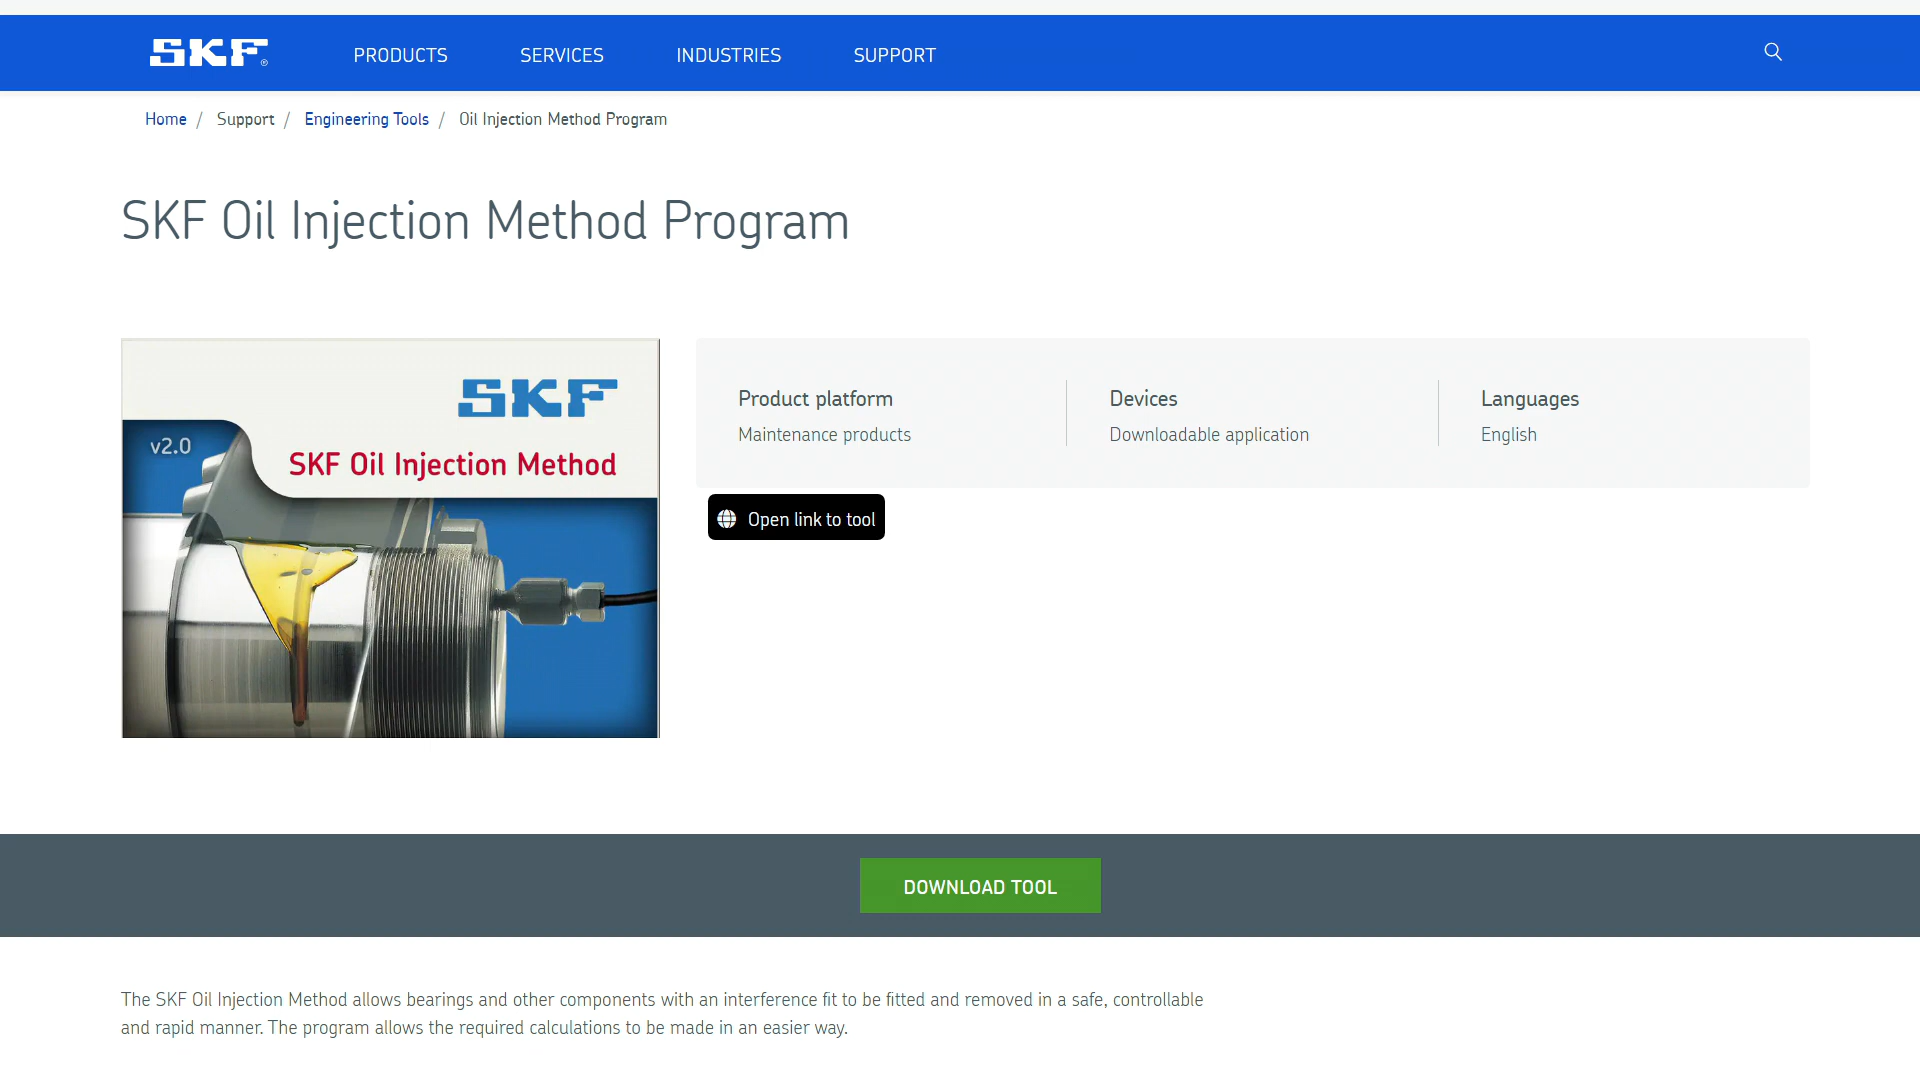 SKF®
PRODUCTS
SERVICES
INDUSTRIES
SUPPORT
Home / Support / Engineering Tools / Oil Injection Method Program
SKF Oil Injection Method Program
SKF
v2.0
SKF Oil Injection Method
Product platform
Maintenance products
Devices
Downloadable application
Languages
English
Open link to tool
DOWNLOAD TOOL
The SKF Oil Injection Method allows bearings and other components with an interference fit to be fitted and removed in a safe, controllable
and rapid manner. The program allows the required calculations to be made in an easier way.